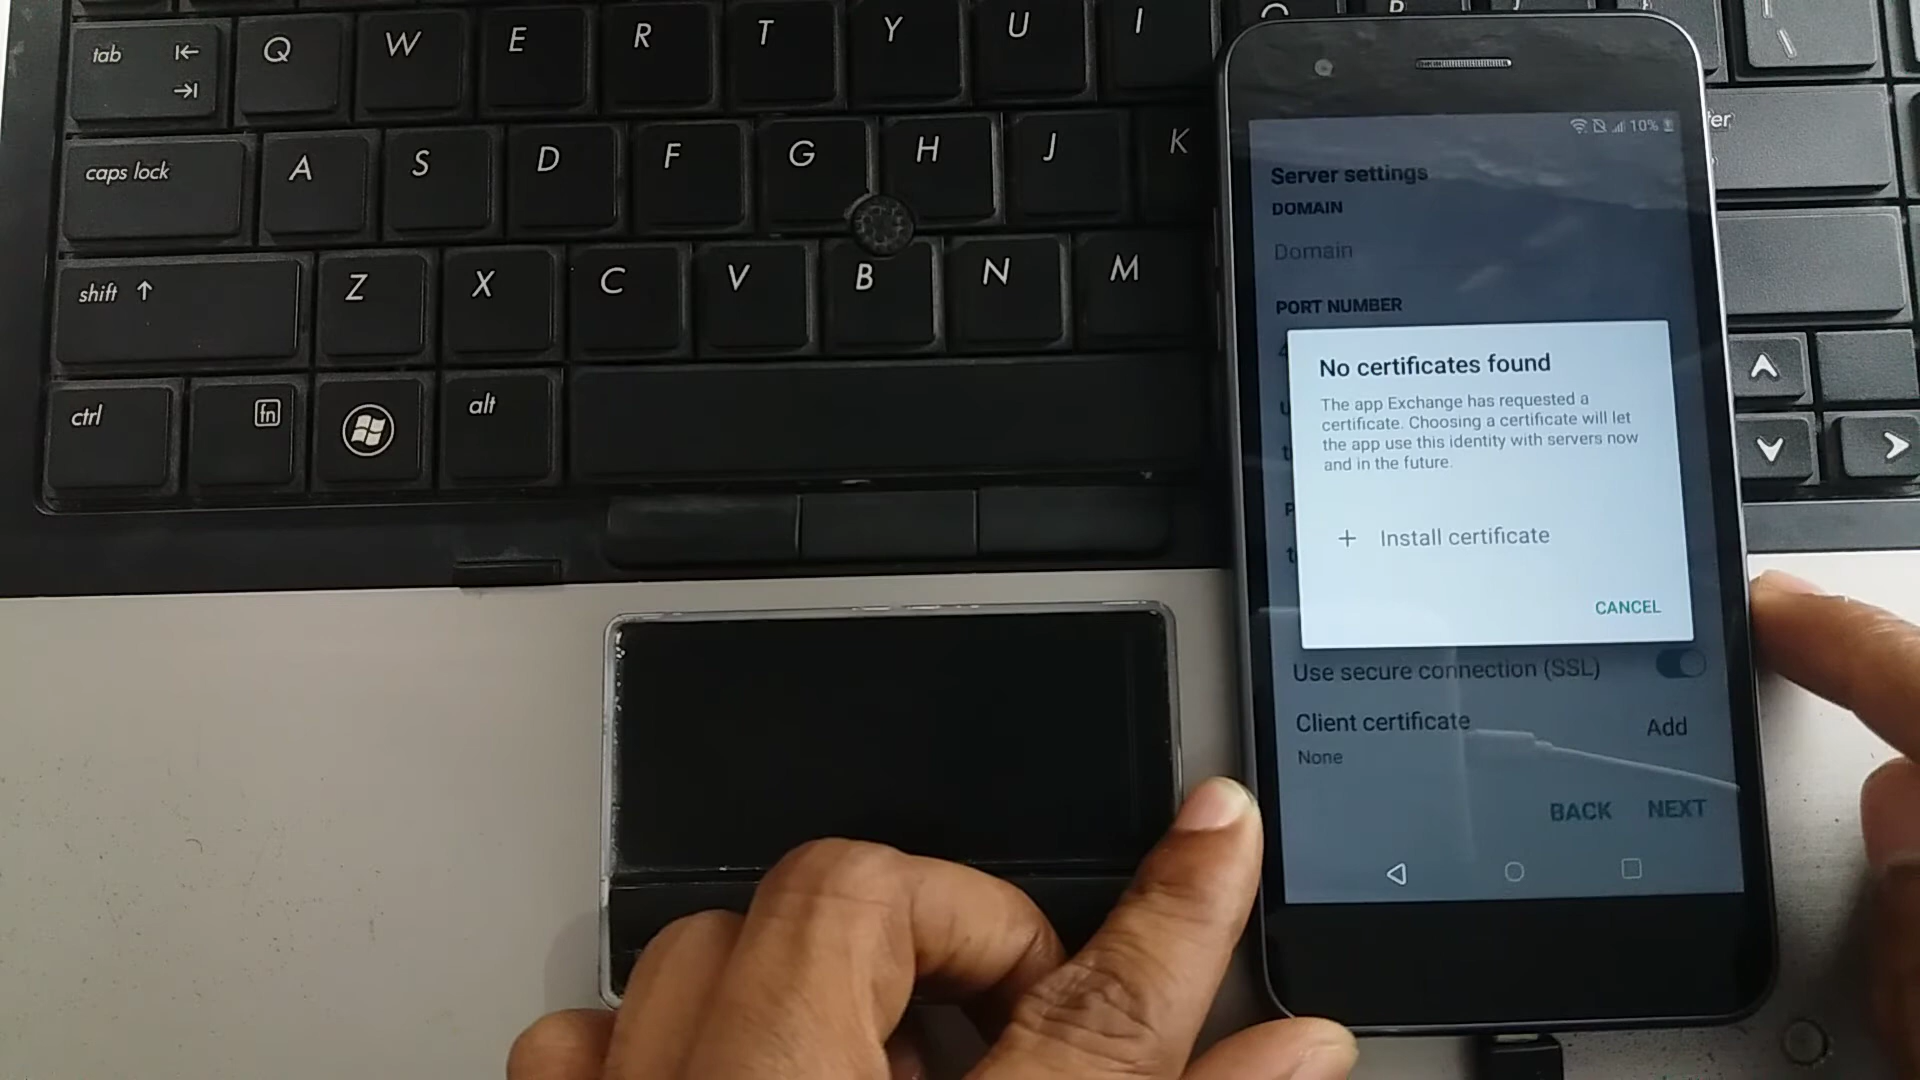 tab Q W E R T Y U I
caps lock A S D F G H J K
shift Z X C V B N M
ctrl fn alt
10%
Server settings
DOMAIN
Domain
PORT NUMBER
No certificates found
The app Exchange has requested a
certificate. Choosing a certificate will let
the app use this identity with servers now
and in the future.
+ Install certificate
CANCEL
Use secure connection (SSL)
Client certificate Add
None
BACK NEXT